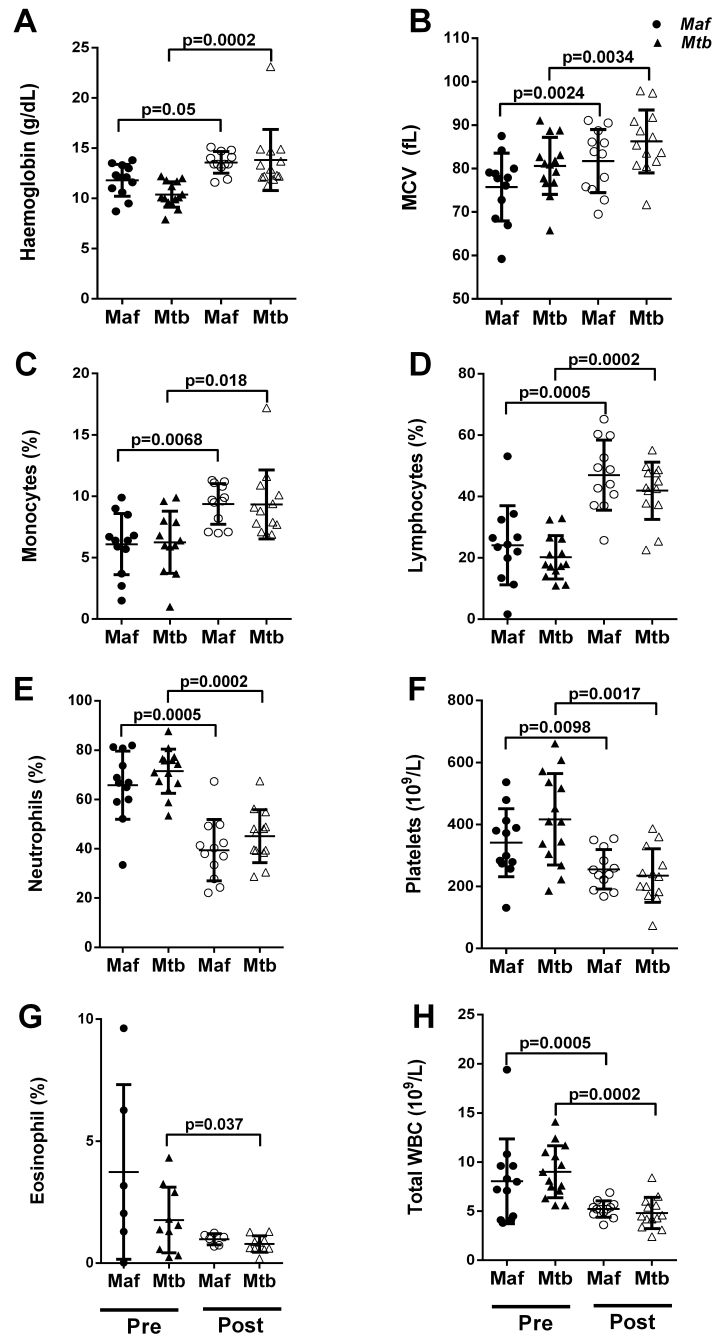 A
B
Maf
Mtb
p=0.0002
p=0.05
Haemoglobin (g/dL)
25
20
15
10
5
0
Maf Mtb Maf Mtb
p=0.0034
p=0.0024
MCV (fL)
110
100
90
80
70
60
50
Maf Mtb Maf Mtb
C
p=0.018
p=0.0068
Monocytes (%)
20
15
10
5
0
Maf Mtb Maf Mtb
D
p=0.0002
p=0.0005
Lymphocytes (%)
80
60
40
20
0
Maf Mtb Maf Mtb
E
p=0.0002
p=0.0005
Neutrophils (%)
100
80
60
40
20
0
Maf Mtb Maf Mtb
F
p=0.0017
p=0.0098
Platelets (10⁹/L)
800
600
400
200
0
Maf Mtb Maf Mtb
G
p=0.037
Eosinophil (%)
10
5
0
Maf Mtb Maf Mtb
Pre Post
H
p=0.0005
p=0.0002
Total WBC (10⁹/L)
25
20
15
10
5
0
Maf Mtb Maf Mtb
Pre Post